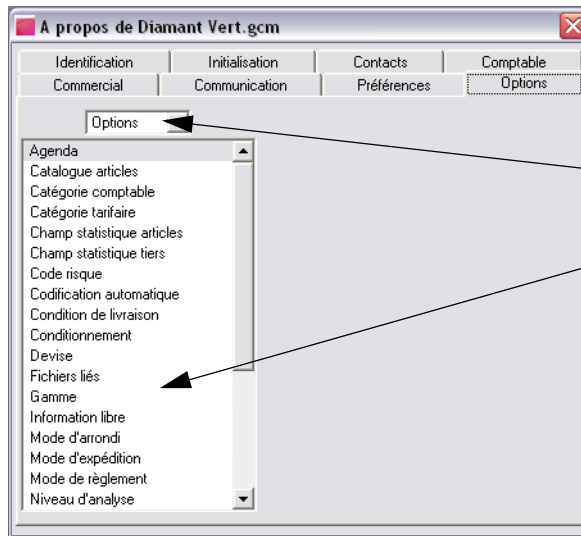 A propos de Diamant Vert.gcm
Identification Initialisation Contacts Comptable
Commercial Communication Préférences Options
Options
Agenda
Catalogue articles
Catégorie comptable
Catégorie tarifaire
Champ statistique articles
Champ statistique tiers
Code risque
Codification automatique
Condition de livraison
Conditionnement
Devise
Fichiers liés
Gamme
Information libre
Mode d'arrondi
Mode d'expédition
Mode de règlement
Niveau d'analyse